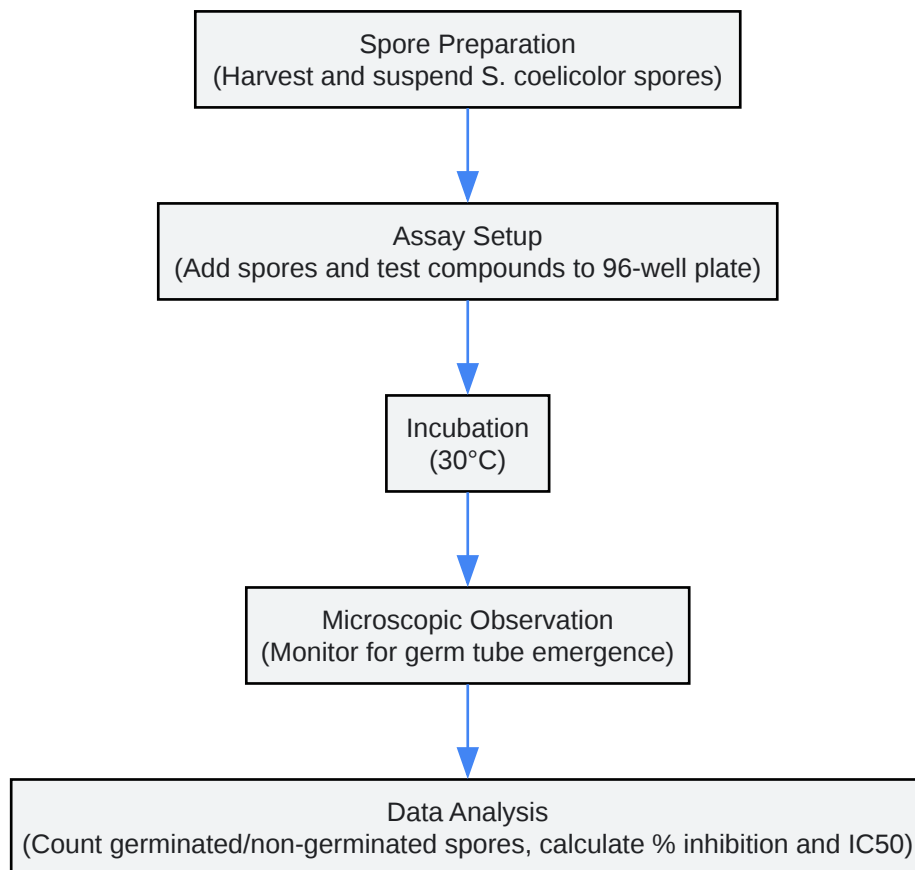 Spore Preparation
(Harvest and suspend S. coelicolor spores)
Assay Setup
(Add spores and test compounds to 96-well plate)
Incubation
(30°C)
Microscopic Observation
(Monitor for germ tube emergence)
Data Analysis
(Count germinated/non-germinated spores, calculate % inhibition and IC50)